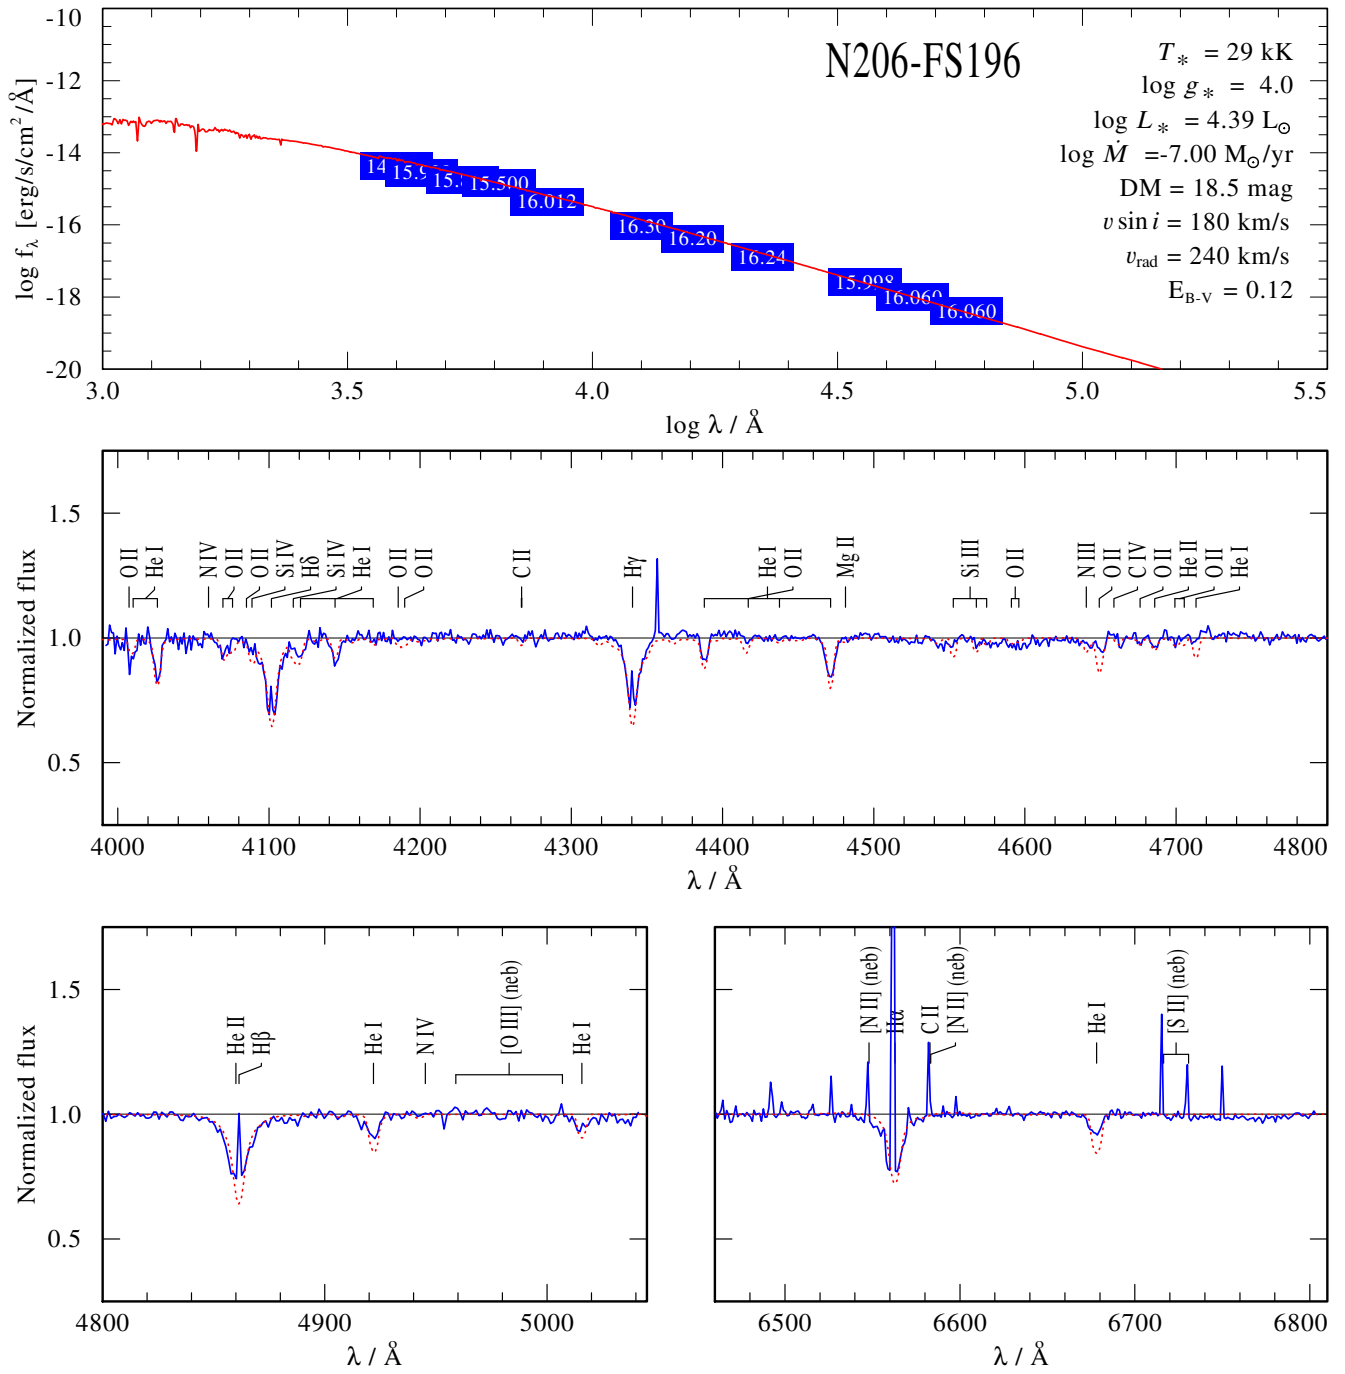 N206-FS196
T* = 29 kK
log g* = 4.0
log L* = 4.39 L⊙
log Ṁ =-7.00 M⊙/yr
DM = 18.5 mag
v sin i = 180 km/s
vrad = 240 km/s
EB-V = 0.12
log fλ [erg/s/cm²/Å]
-10
-12
-14
-16
-18
-20
15.500
16.012
16.30
16.20
16.24
15.998
16.060
16.060
3.0 3.5 4.0 4.5 5.0 5.5
log λ / Å
Normalized flux
1.5
1.0
0.5
O II
He I
N IV
O II
O II
Si IV
Hδ
Si IV
He I
O II
O II
C II
Hγ
He I
O II
Mg II
Si III
O II
N III
O II
C IV
O II
He II
O II
He I
4000 4100 4200 4300 4400 4500 4600 4700 4800
λ / Å
Normalized flux
1.5
1.0
0.5
He II
Hβ
He I
N IV
[O III] (neb)
He I
4800 4900 5000
λ / Å
[N II] (neb)
Hα
C II
[N II] (neb)
He I
[S II] (neb)
6500 6600 6700 6800
λ / Å